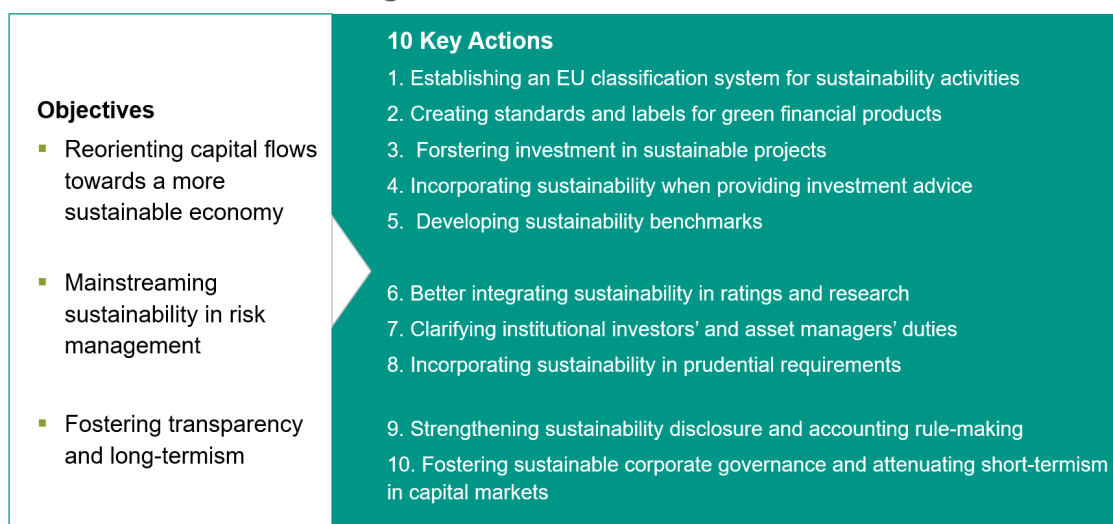 Objectives
▪ Reorienting capital flows
towards a more
sustainable economy
▪ Mainstreaming
sustainability in risk
management
▪ Fostering transparency
and long-termism
10 Key Actions
1. Establishing an EU classification system for sustainability activities
2. Creating standards and labels for green financial products
3. Forstering investment in sustainable projects
4. Incorporating sustainability when providing investment advice
5. Developing sustainability benchmarks
6. Better integrating sustainability in ratings and research
7. Clarifying institutional investors’ and asset managers’ duties
8. Incorporating sustainability in prudential requirements
9. Strengthening sustainability disclosure and accounting rule-making
10. Fostering sustainable corporate governance and attenuating short-termism
in capital markets